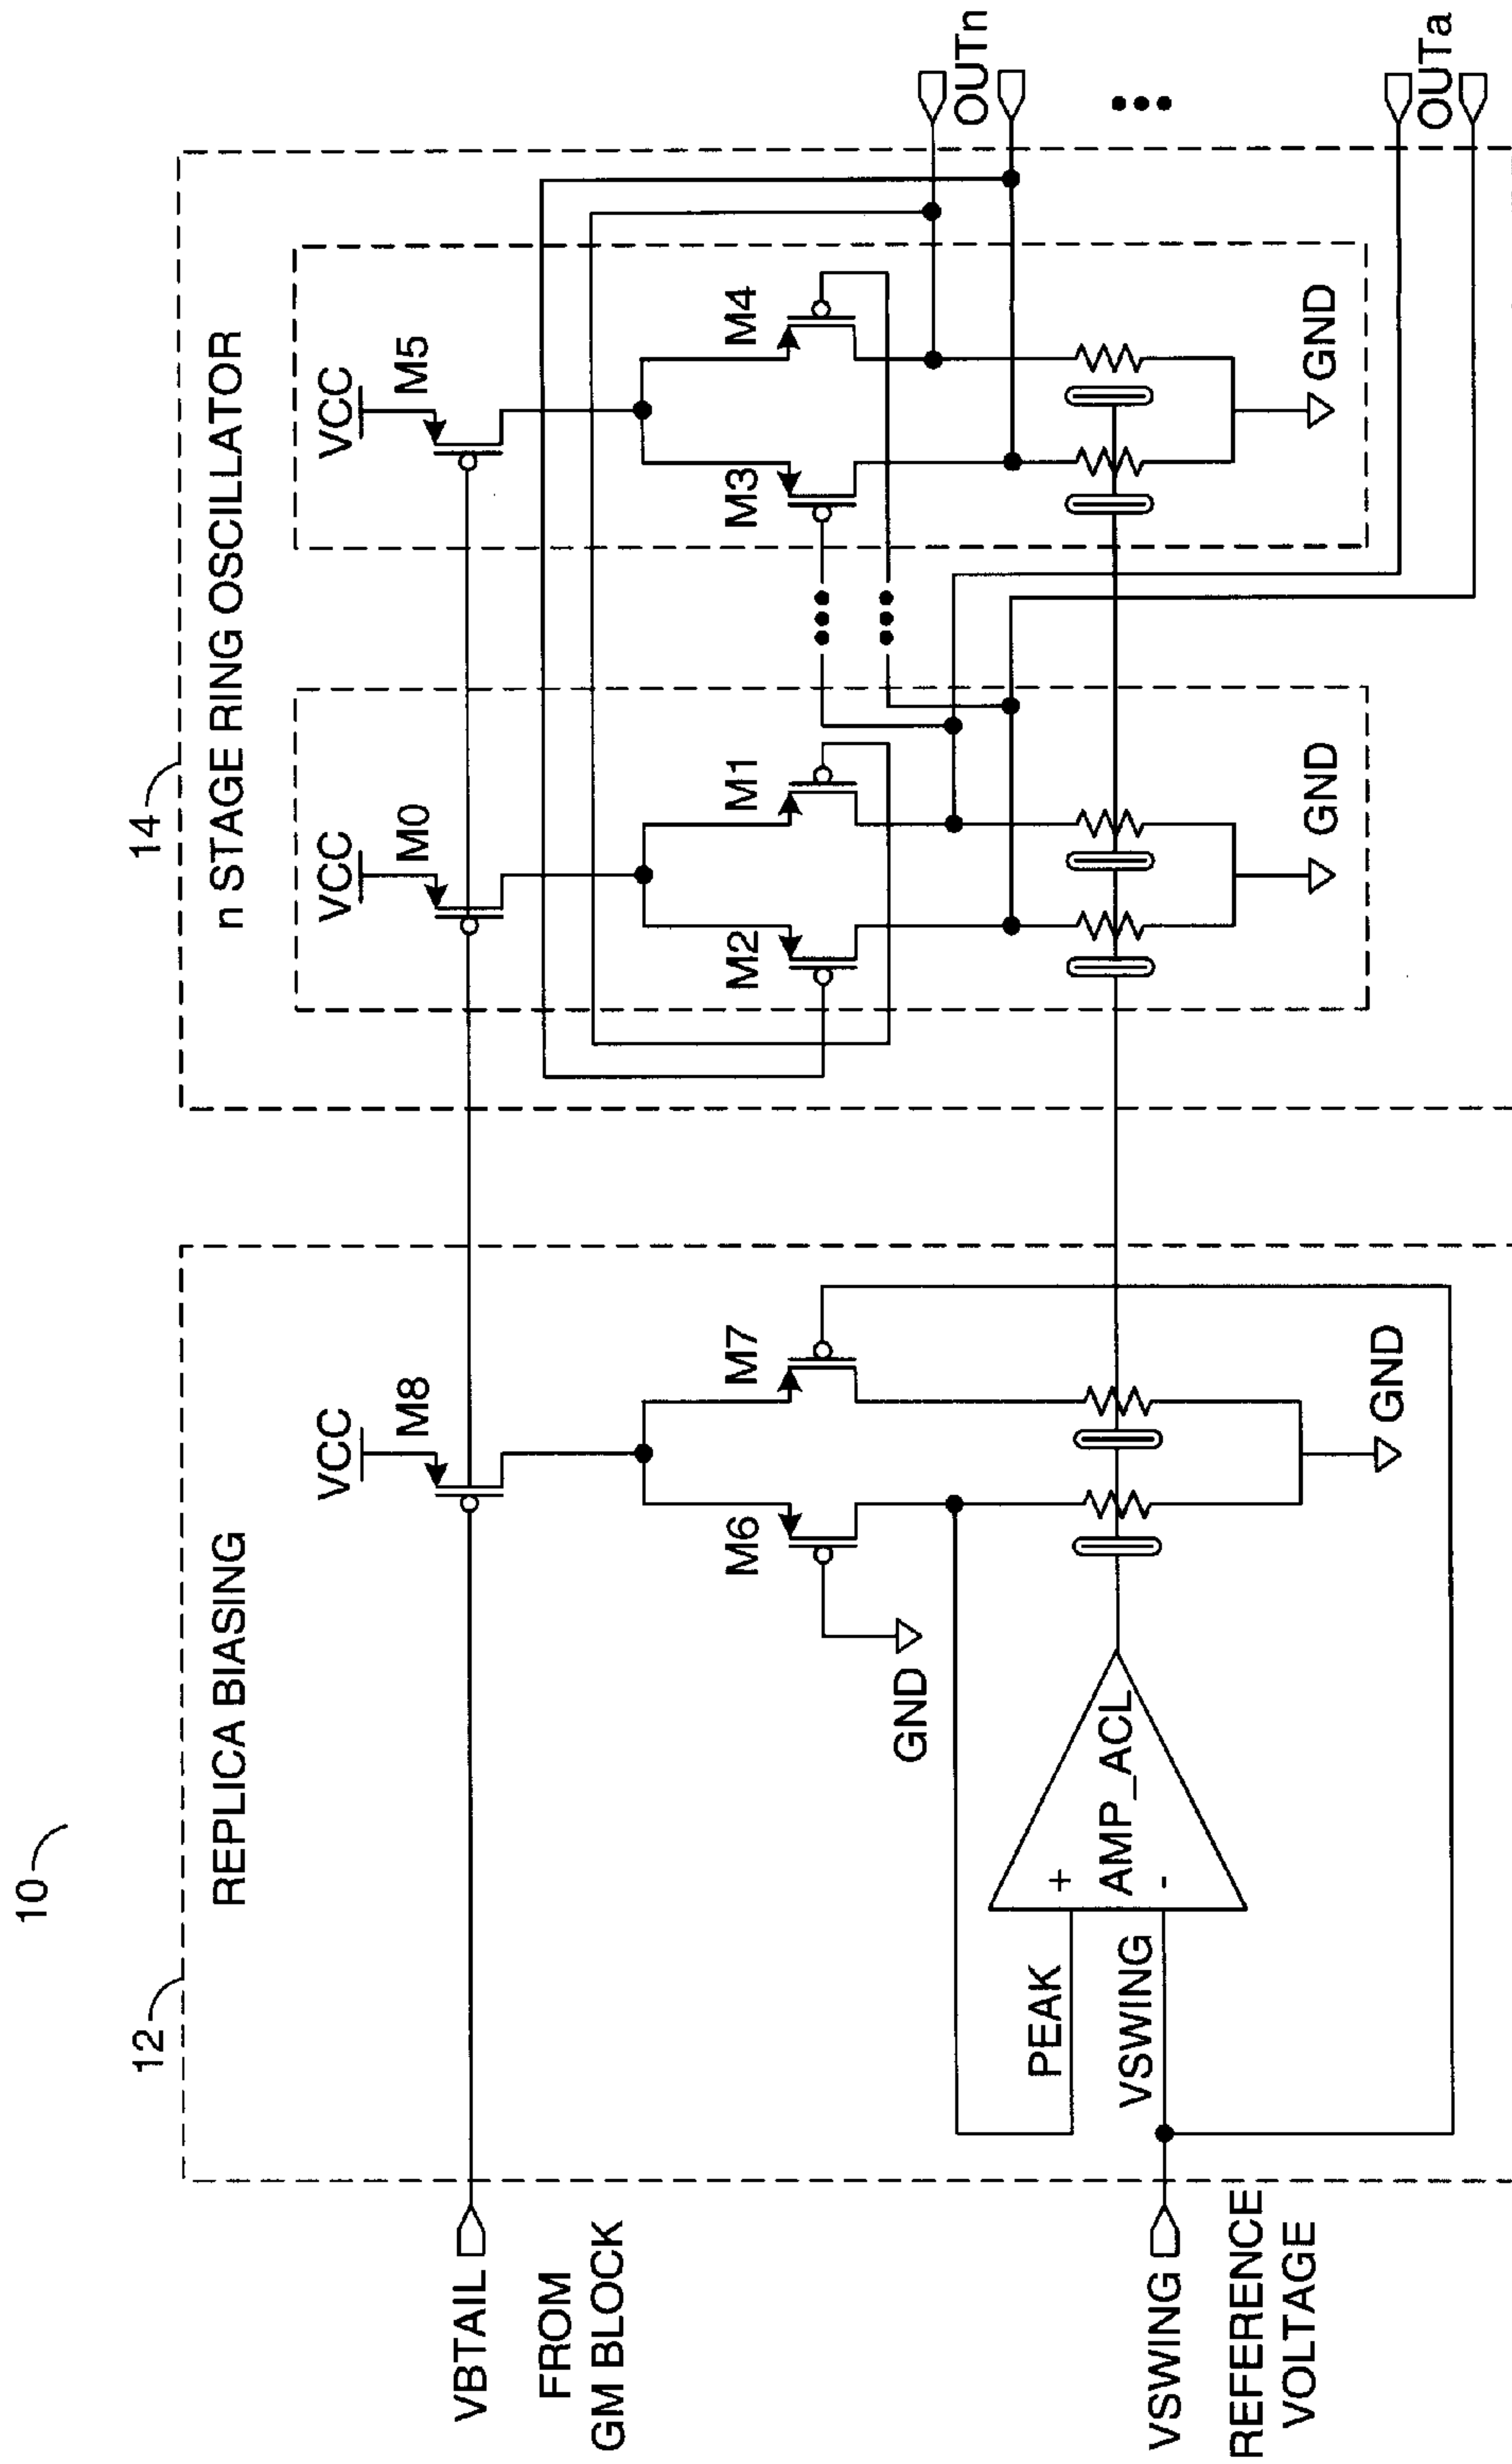 10
12
14
REPLICA BIASING
n STAGE RING OSCILLATOR
VCC
M8
VCC
M0
VCC
M5
VBTAIL
FROM
GM BLOCK
M6
M7
M2
M1
M3
M4
GND
PEAK
+
AMP_ACL
-
VSWING
VSWING
REFERENCE
VOLTAGE
GND
GND
GND
OUTn
OUTa